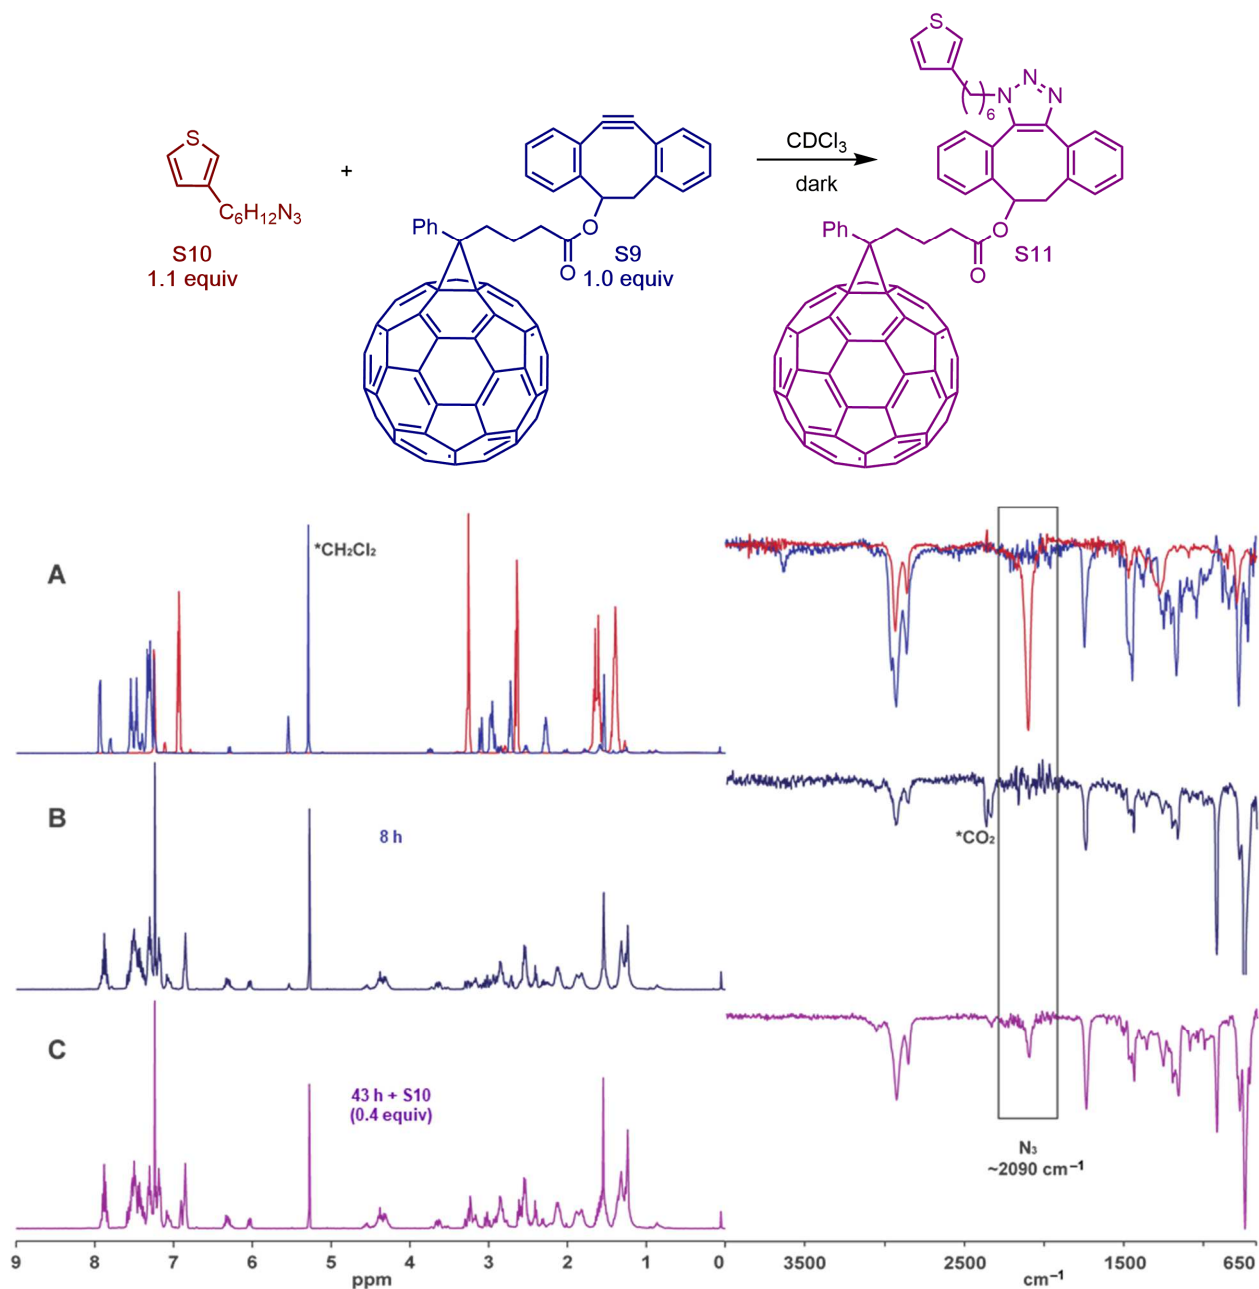 S
N
N
N
6
S
C₆H₁₂N₃
S10
1.1 equiv
+
CDCl₃
dark
Ph
O
O
S9
1.0 equiv
Ph
O
O
S11
A
*CH₂Cl₂
B
8 h
*CO₂
C
43 h + S10
(0.4 equiv)
N₃
~2090 cm⁻¹
9 8 7 6 5 4 3 2 1 0
3500 2500 1500 650
ppm
cm⁻¹